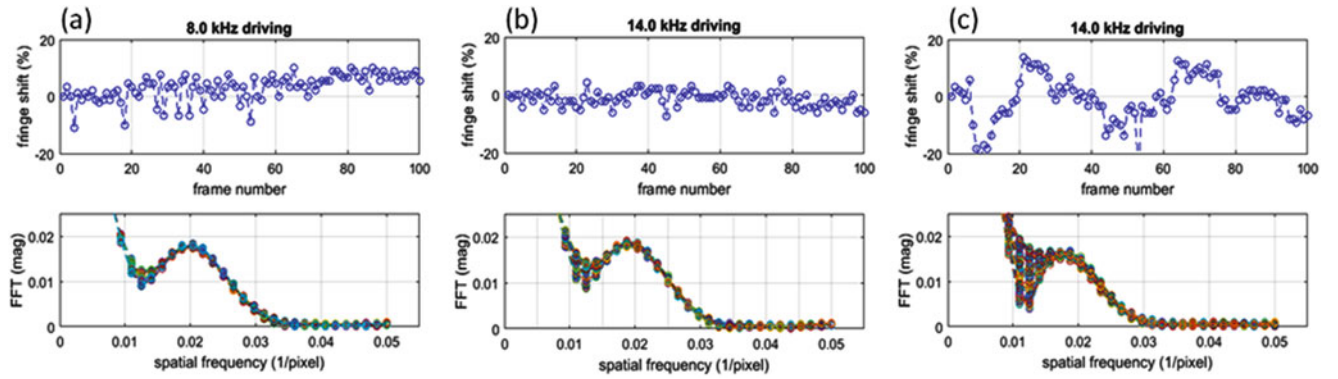 (a)
8.0 kHz driving
fringe shift (%)
20
0
-20
0 20 40 60 80 100
frame number
FFT (mag)
0.02
0.01
0
0.01 0.02 0.03 0.04 0.05
spatial frequency (1/pixel)
(b)
14.0 kHz driving
fringe shift (%)
20
0
-20
0 20 40 60 80 100
frame number
FFT (mag)
0.02
0.01
0
0.01 0.02 0.03 0.04 0.05
spatial frequency (1/pixel)
(c)
14.0 kHz driving
fringe shift (%)
20
0
-20
0 20 40 60 80 100
frame number
FFT (mag)
0.02
0.01
0
0.01 0.02 0.03 0.04 0.05
spatial frequency (1/pixel)